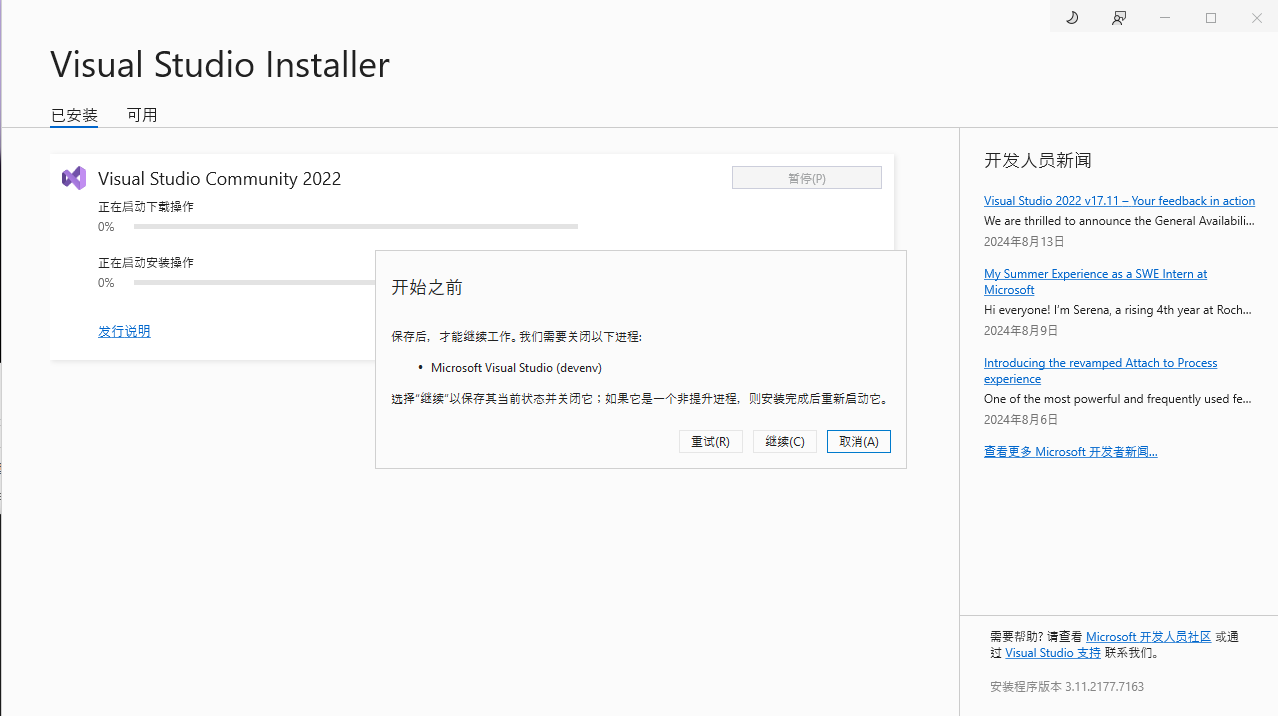 Visual Studio Installer
已安装
可用
Visual Studio Community 2022
暂停(P)
正在启动下载操作
0%
正在启动安装操作
0%
发行说明
开始之前
保存后，才能继续工作。我们需要关闭以下进程:
• Microsoft Visual Studio (devenv)
选择“继续”以保存其当前状态并关闭它；如果它是一个非提升进程，则安装完成后重新启动它。
重试(R)
继续(C)
取消(A)
开发人员新闻
Visual Studio 2022 v17.11 – Your feedback in action
We are thrilled to announce the General Availabili...
2024年8月13日
My Summer Experience as a SWE Intern at
Microsoft
Hi everyone! I’m Serena, a rising 4th year at Roch...
2024年8月9日
Introducing the revamped Attach to Process
experience
One of the most powerful and frequently used fe...
2024年8月6日
查看更多 Microsoft 开发者新闻...
需要帮助? 请查看 Microsoft 开发人员社区 或通
过 Visual Studio 支持 联系我们。
安装程序版本 3.11.2177.7163